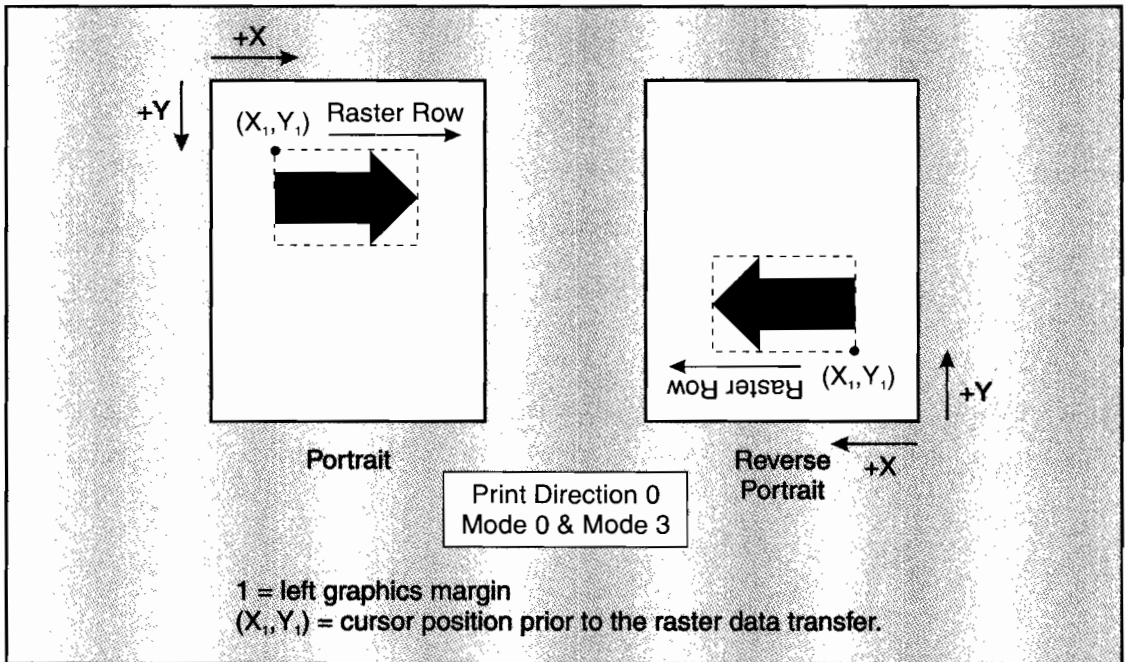 +X
+Y
(X₁,Y₁) Raster Row
Portrait
Raster Row (X₁,Y₁)
+Y
+X
Reverse
Portrait
Print Direction 0
Mode 0 & Mode 3
1 = left graphics margin
(X₁,Y₁) = cursor position prior to the raster data transfer.